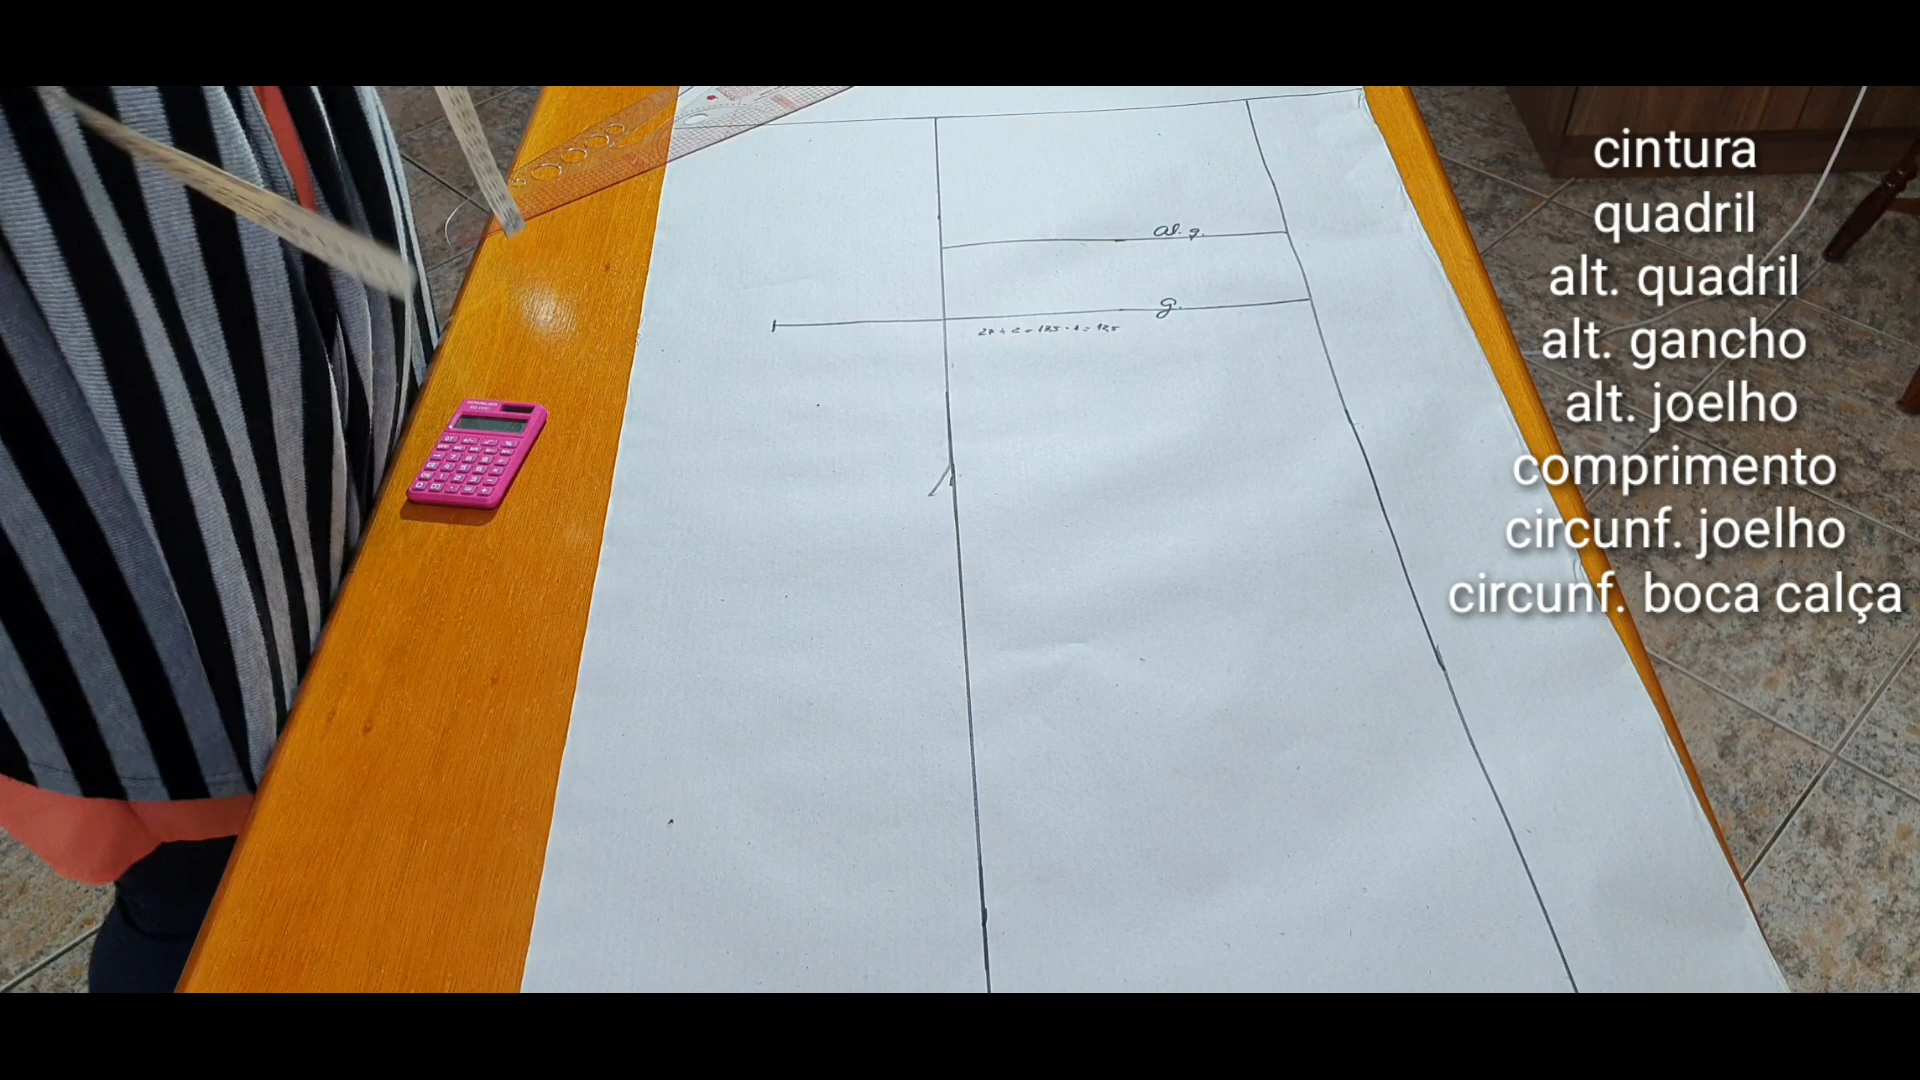 cintura
quadril
alt. quadril
alt. gancho
alt. joelho
comprimento
circunf. joelho
circunf. boca calça
al. q.
g.